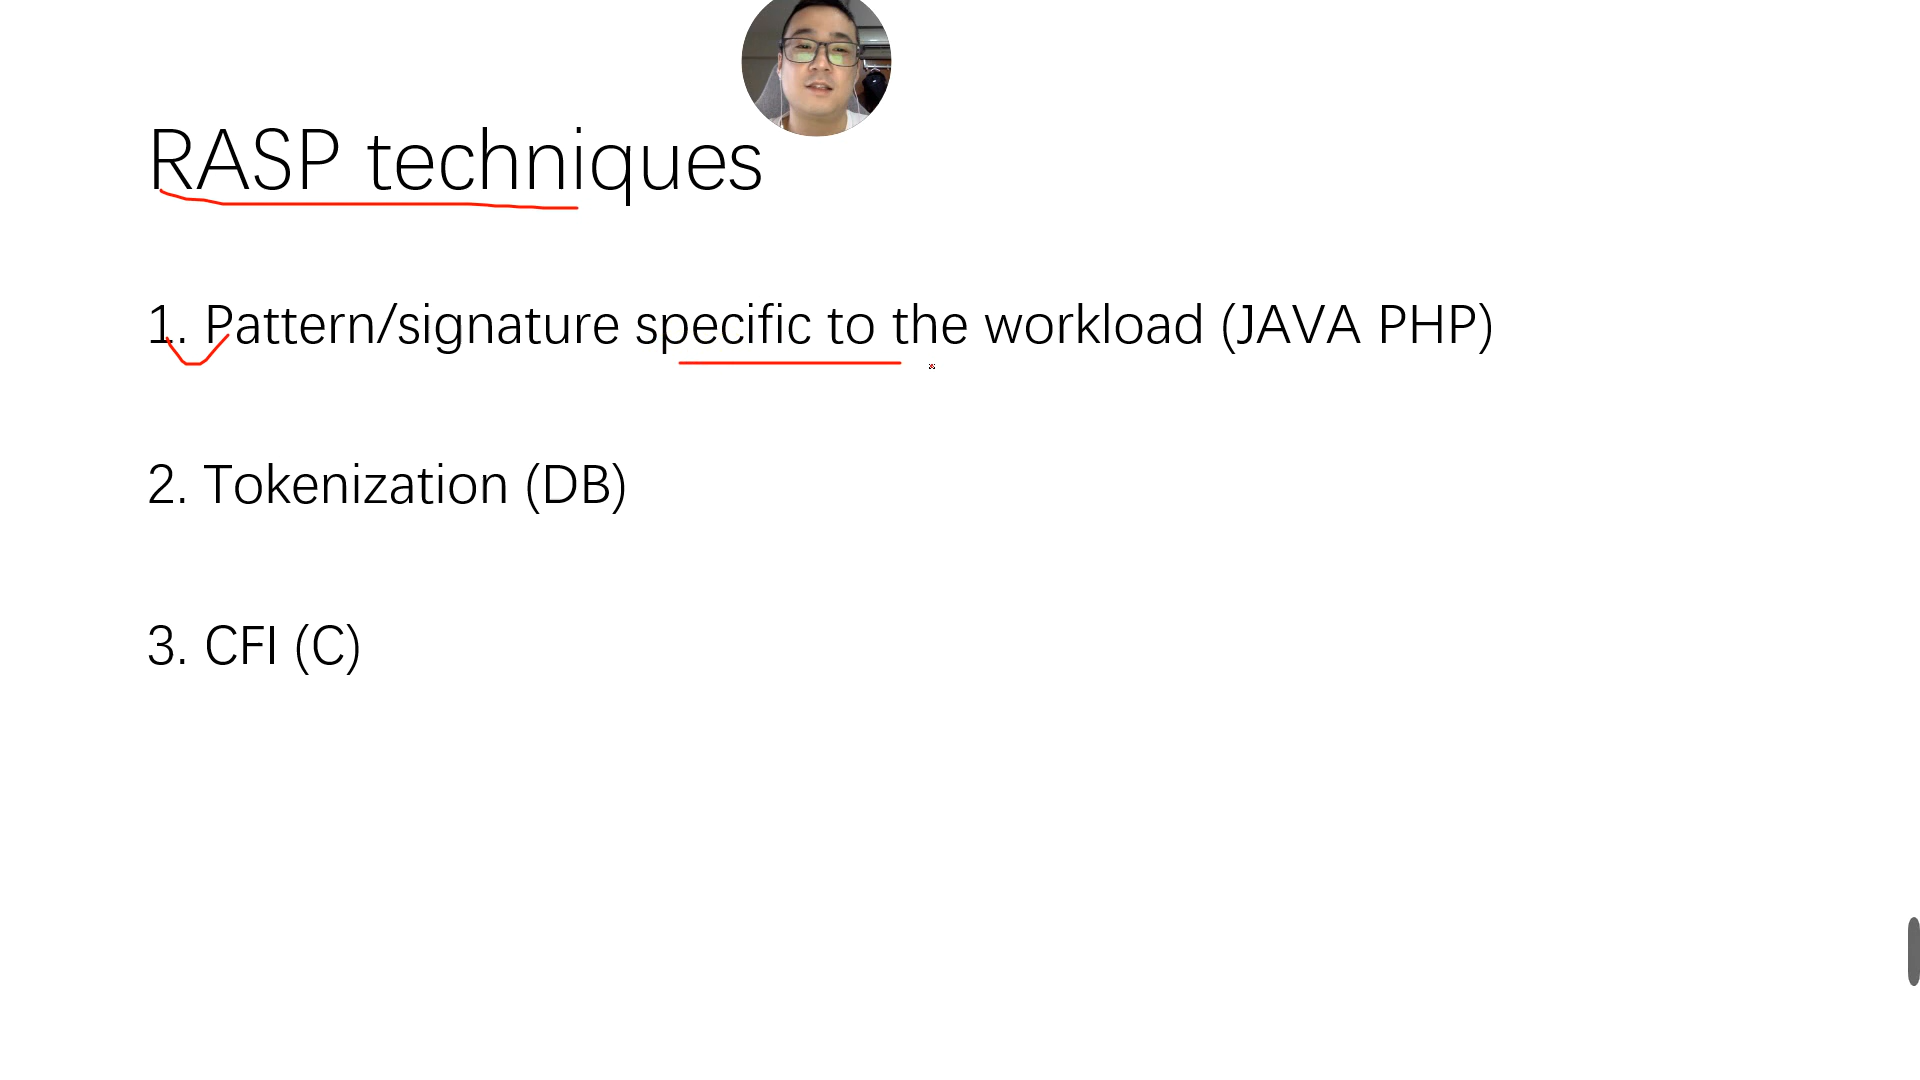 RASP techniques
1. Pattern/signature specific to the workload (JAVA PHP)
2. Tokenization (DB)
3. CFI (C)